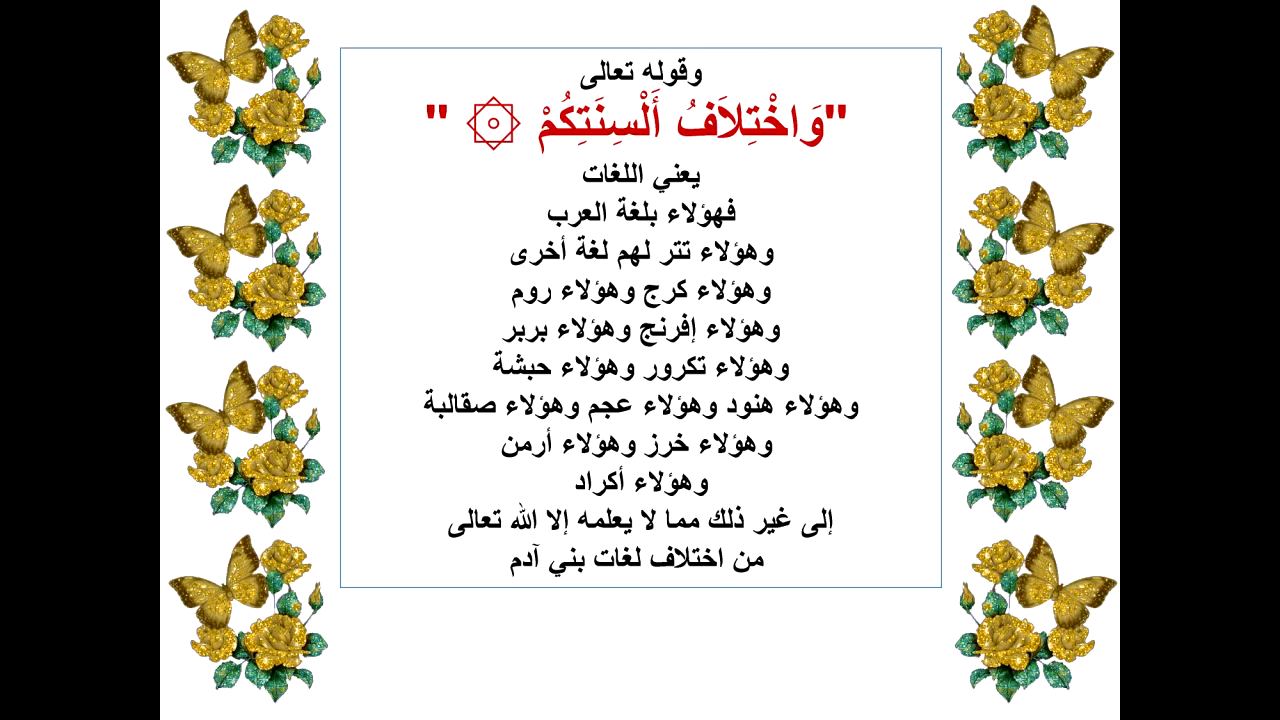 وقوله تعالى
"وَاخْتِلاَفُ أَلْسِنَتِكُمْ ۞ "
يعني اللغات
فهؤلاء بلغة العرب
وهؤلاء تتر لهم لغة أخرى
وهؤلاء كرج وهؤلاء روم
وهؤلاء إفرنج وهؤلاء بربر
وهؤلاء تكرور وهؤلاء حبشة
وهؤلاء هنود وهؤلاء عجم وهؤلاء صقالبة
وهؤلاء خرز وهؤلاء أرمن
وهؤلاء أكراد
إلى غير ذلك مما لا يعلمه إلا الله تعالى
من اختلاف لغات بني آدم